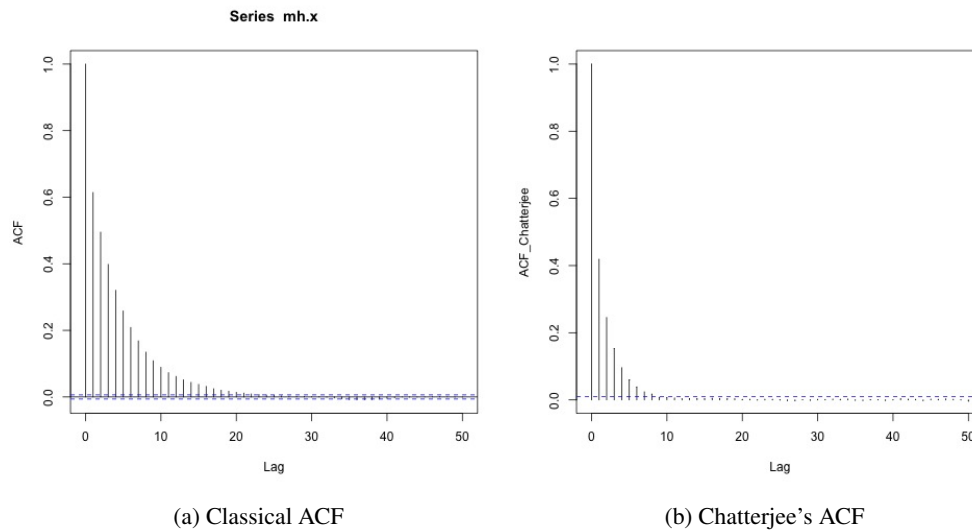 Series mh.x
ACF
1.0
0.8
0.6
0.4
0.2
0.0
0 10 20 30 40 50
Lag
(a) Classical ACF
ACF_Chatterjee
1.0
0.8
0.6
0.4
0.2
0.0
0 10 20 30 40 50
Lag
(b) Chatterjee's ACF